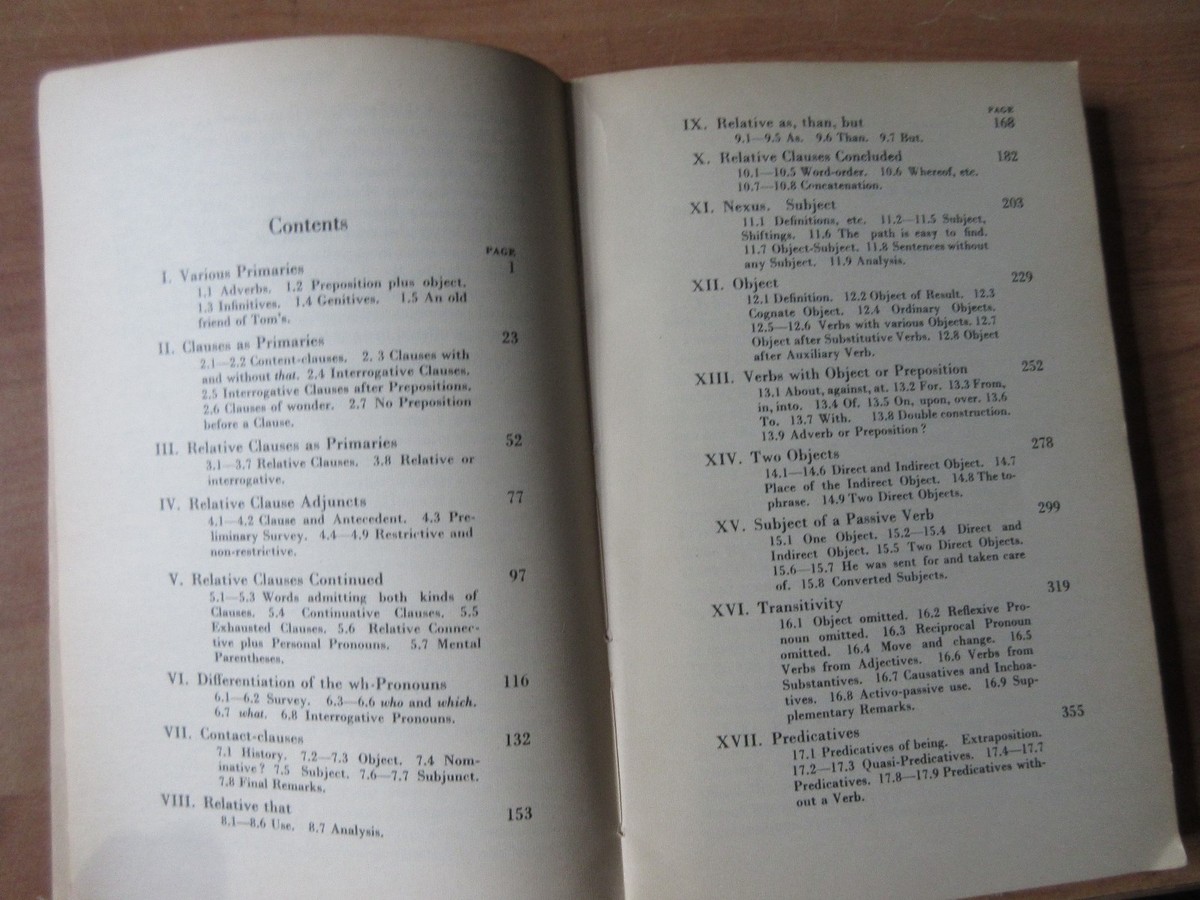 Contents
PAGE
I. Various Primaries 1
1.1 Adverbs. 1.2 Preposition plus object.
1.3 Infinitives. 1.4 Genitives. 1.5 An old
friend of Tom's.
II. Clauses as Primaries 23
2.1—2.2 Content-clauses. 2. 3 Clauses with
and without that. 2.4 Interrogative Clauses.
2.5 Interrogative Clauses after Prepositions.
2.6 Clauses of wonder. 2.7 No Preposition
before a Clause.
III. Relative Clauses as Primaries 52
3.1—3.7 Relative Clauses. 3.8 Relative or
interrogative.
IV. Relative Clause Adjuncts 77
4.1—4.2 Clause and Antecedent. 4.3 Pre-
liminary Survey. 4.4—4.9 Restrictive and
non-restrictive.
V. Relative Clauses Continued 97
5.1—5.3 Words admitting both kinds of
Clauses. 5.4 Continuative Clauses. 5.5
Exhausted Clauses. 5.6 Relative Connec-
tive plus Personal Pronouns. 5.7 Mental
Parentheses.
VI. Differentiation of the wh-Pronouns 116
6.1—6.2 Survey. 6.3—6.6 who and which.
6.7 what. 6.8 Interrogative Pronouns.
VII. Contact-clauses 132
7.1 History. 7.2—7.3 Object. 7.4 Nom-
inative? 7.5 Subject. 7.6—7.7 Subjunct.
7.8 Final Remarks.
VIII. Relative that 153
8.1—8.6 Use. 8.7 Analysis.
PAGE
IX. Relative as, than, but 168
9.1—9.5 As. 9.6 Than. 9.7 But.
X. Relative Clauses Concluded 182
10.1—10.5 Word-order. 10.6 Whereof, etc.
10.7—10.8 Concatenation.
XI. Nexus. Subject 203
11.1 Definitions, etc. 11.2—11.5 Subject,
Shiftings. 11.6 The path is easy to find.
11.7 Object-Subject. 11.8 Sentences without
any Subject. 11.9 Analysis.
XII. Object 229
12.1 Definition. 12.2 Object of Result. 12.3
Cognate Object. 12.4 Ordinary Objects.
12.5—12.6 Verbs with various Objects. 12.7
Object after Substitutive Verbs. 12.8 Object
after Auxiliary Verb.
XIII. Verbs with Object or Preposition 252
13.1 About, against, at. 13.2 For. 13.3 From,
in, into. 13.4 Of. 13.5 On, upon, over. 13.6
To. 13.7 With. 13.8 Double construction.
13.9 Adverb or Preposition?
XIV. Two Objects 278
14.1—14.6 Direct and Indirect Object. 14.7
Place of the Indirect Object. 14.8 The to-
phrase. 14.9 Two Direct Objects.
XV. Subject of a Passive Verb 299
15.1 One Object. 15.2—15.4 Direct and
Indirect Object. 15.5 Two Direct Objects.
15.6—15.7 He was sent for and taken care
of. 15.8 Converted Subjects.
XVI. Transitivity 319
16.1 Object omitted. 16.2 Reflexive Pro-
noun omitted. 16.3 Reciprocal Pronoun
omitted. 16.4 Move and change. 16.5
Verbs from Adjectives. 16.6 Verbs from
Substantives. 16.7 Causatives and Inchoa-
tives. 16.8 Activo-passive use. 16.9 Sup-
plementary Remarks.
XVII. Predicatives 355
17.1 Predicatives of being. Extraposition.
17.2—17.3 Quasi-Predicatives. 17.4—17.7
Predicatives. 17.8—17.9 Predicatives with-
out a Verb.